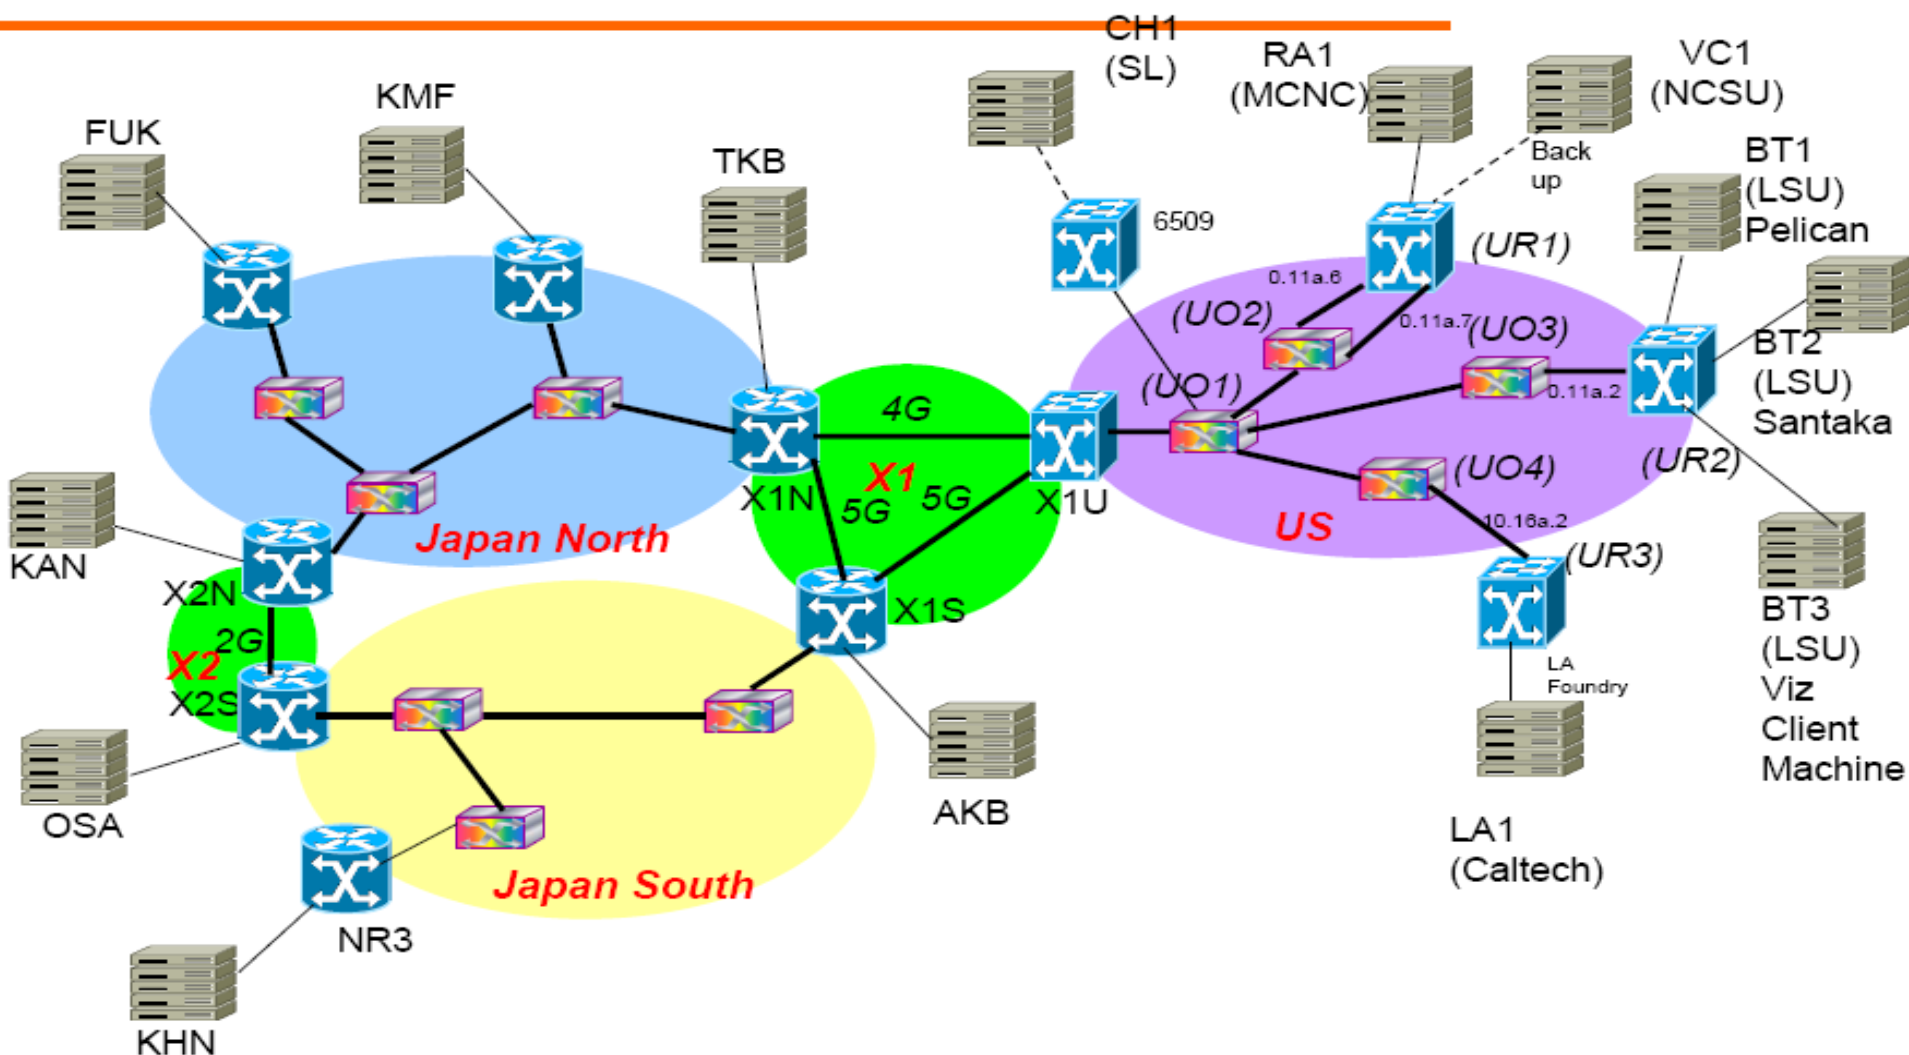 CH1
(SL)
RA1
(MCNC)
VC1
(NCSU)
KMF
FUK
TKB
Back
up
BT1
(LSU)
Pelican
6509
(UR1)
0.11a.6
(UO2)
0.11a.7
(UO3)
BT2
(LSU)
Santaka
(UO1)
0.11a.2
4G
X1
(UR2)
(UO4)
X1N
5G
5G
X1U
10.16a.2
US
Japan North
KAN
(UR3)
X2N
X1S
BT3
(LSU)
Viz
Client
Machine
2G
X2
X2S
LA
Foundry
OSA
AKB
LA1
(Caltech)
Japan South
NR3
KHN